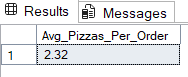 Results Messages
Avg_Pizzas_Per_Order
1 2.32